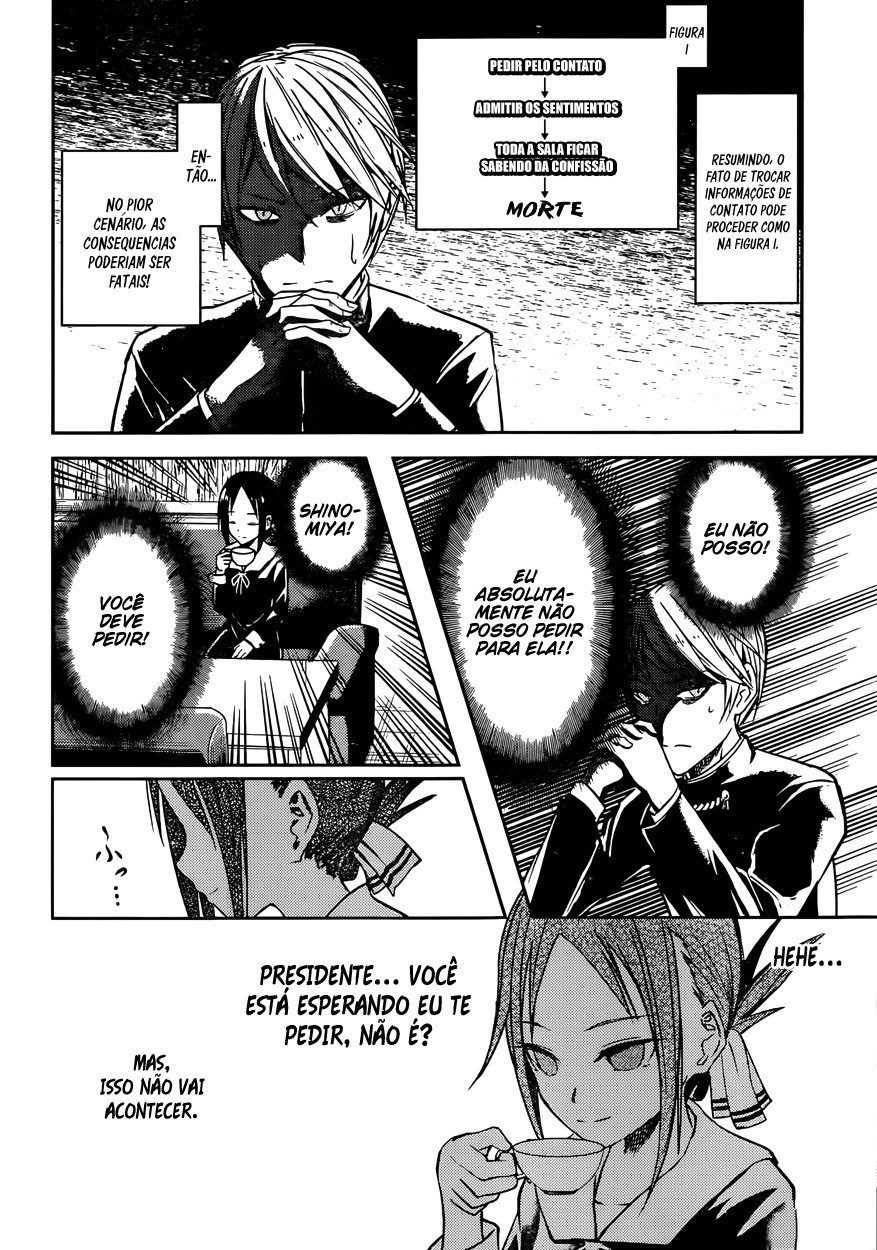 RESUMINDO, O
FATO DE TROCAR
INFORMAÇÕES DE
CONTATO PODE
PROCEDER COMO
NA FIGURA 1.
FIGURA
1
PEDIR PELO CONTATO
ADMITIR OS SENTIMENTOS
TODA A SALA FICAR
SABENDO DA CONFISSÃO
MORTE
EN-
TÃO...
NO PIOR
CENÁRIO, AS
CONSEQUENCIAS
PODERIAM SER
FATAIS!
EU NÃO
POSSO!
EU
ABSOLUTA-
MENTE NÃO
POSSO PEDIR
PARA ELA!!
SHINO-
MIYA!
VOCÊ
DEVE
PEDIR!
ふっ…
HEHE...
PRESIDENTE... VOCÊ
ESTÁ ESPERANDO EU TE
PEDIR, NÃO É?
MAS,
ISSO NÃO VAI
ACONTECER.